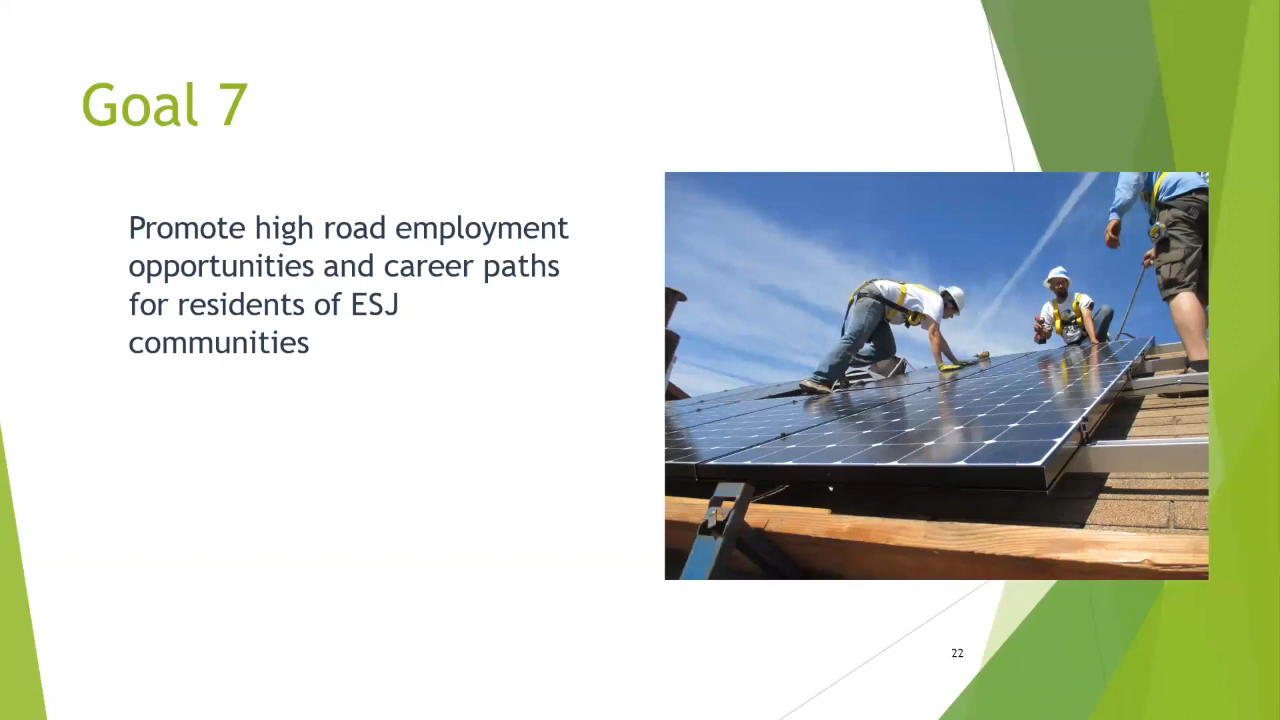 Goal 7
Promote high road employment
opportunities and career paths
for residents of ESJ
communities
22